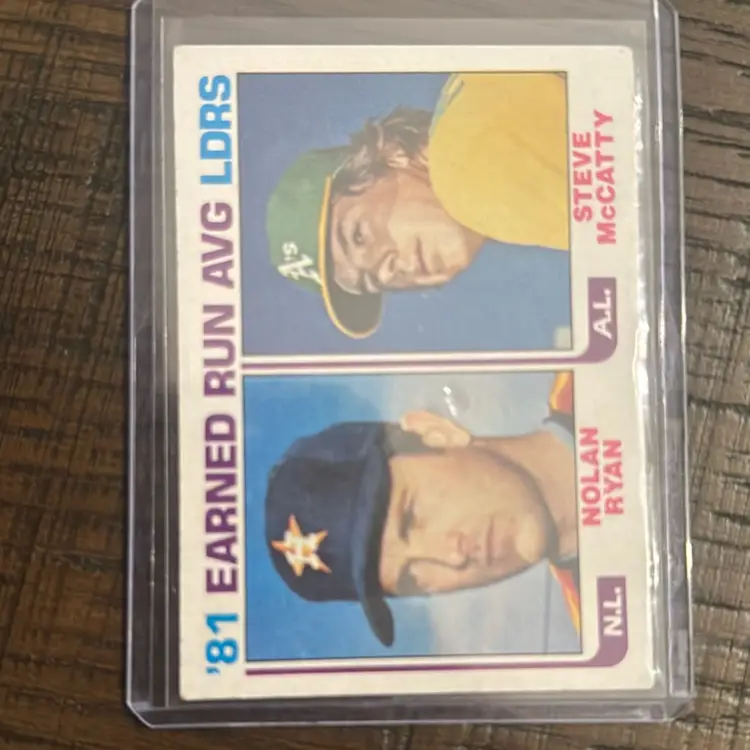 '81 EARNED RUN AVG LDRS
N.L.
NOLAN
RYAN
A.L.
STEVE
McCATTY
A's
H